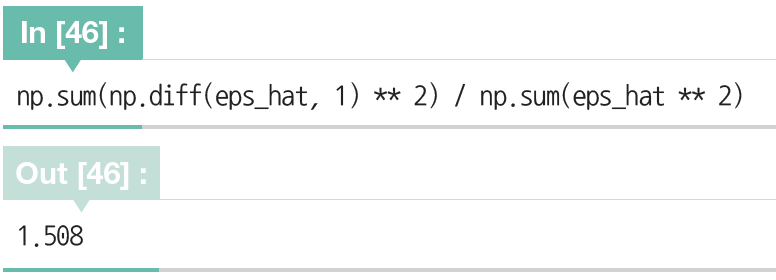 In [46] :
np.sum(np.diff(eps_hat, 1) ** 2) / np.sum(eps_hat ** 2)
Out [46] :
1.508